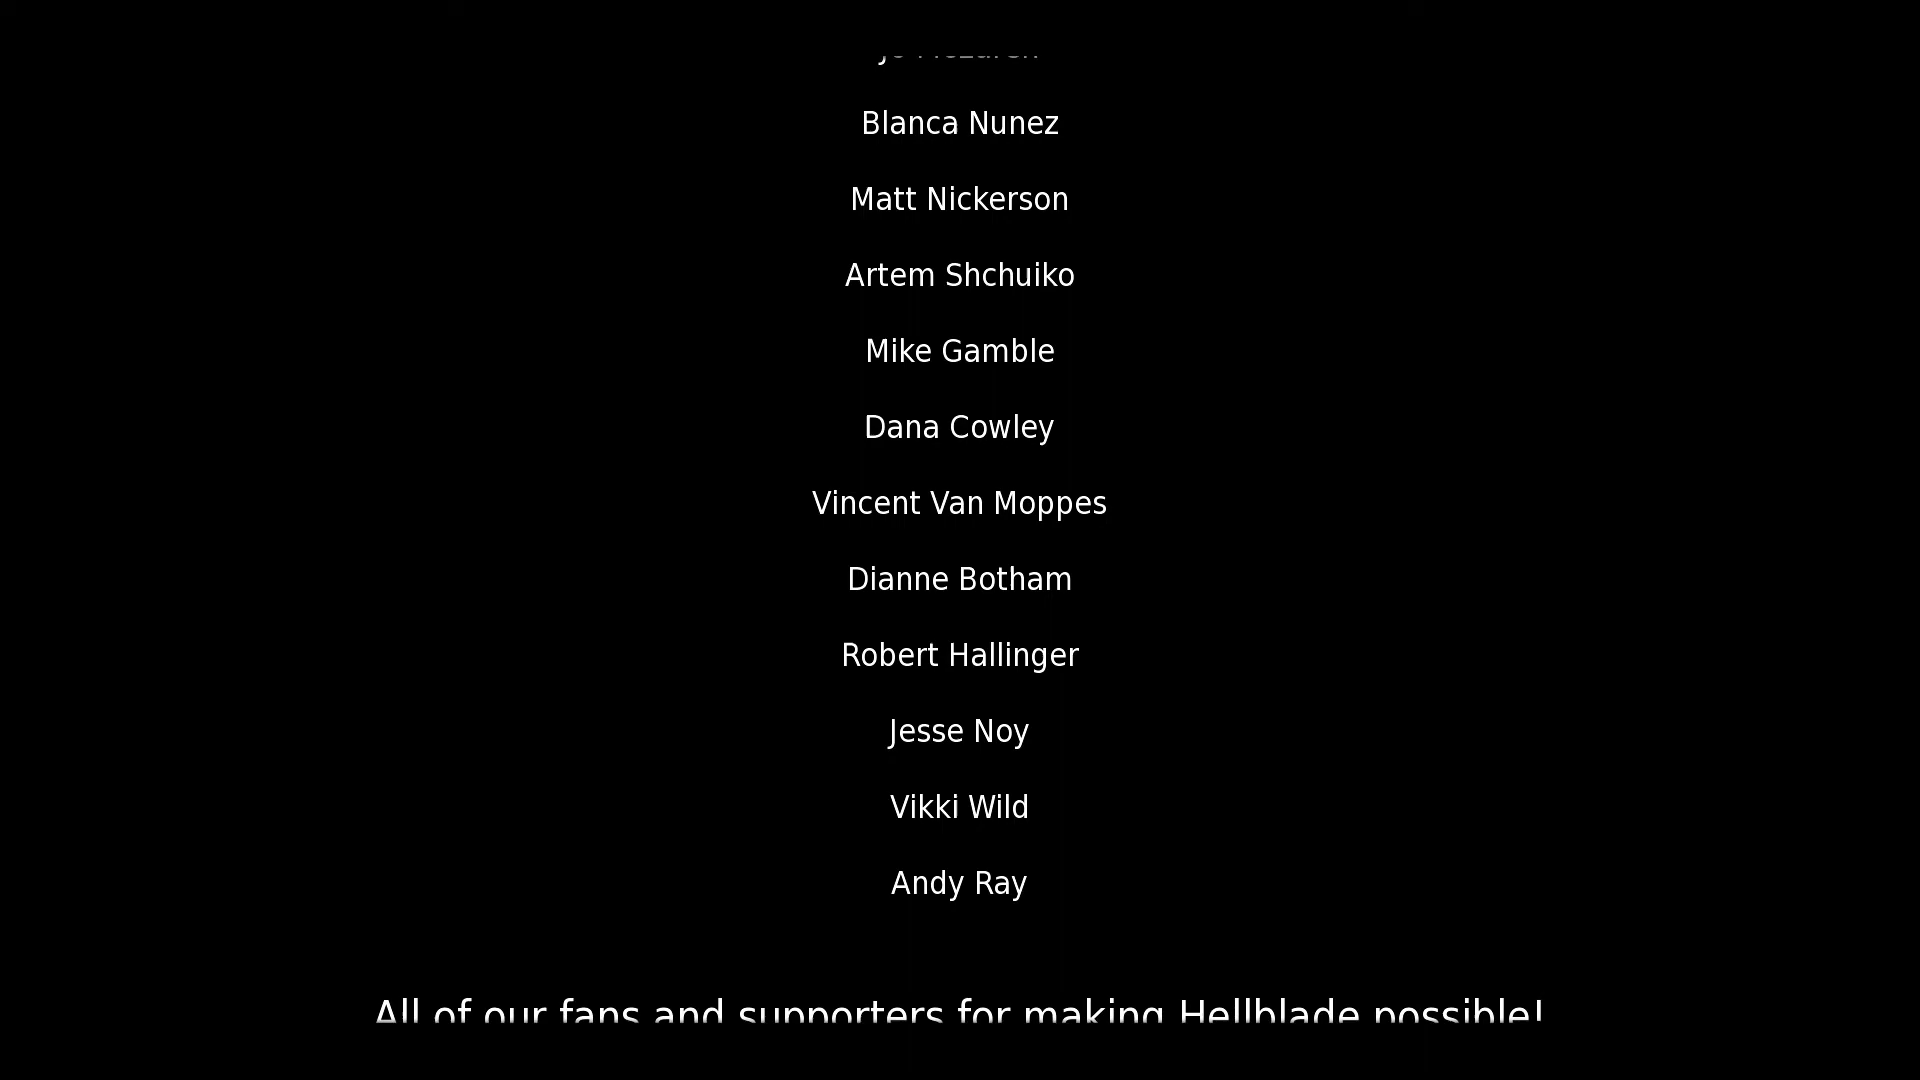 Blanca Nunez
Matt Nickerson
Artem Shchuiko
Mike Gamble
Dana Cowley
Vincent Van Moppes
Dianne Botham
Robert Hallinger
Jesse Noy
Vikki Wild
Andy Ray
All of our fans and supporters for making Hellblade possible!